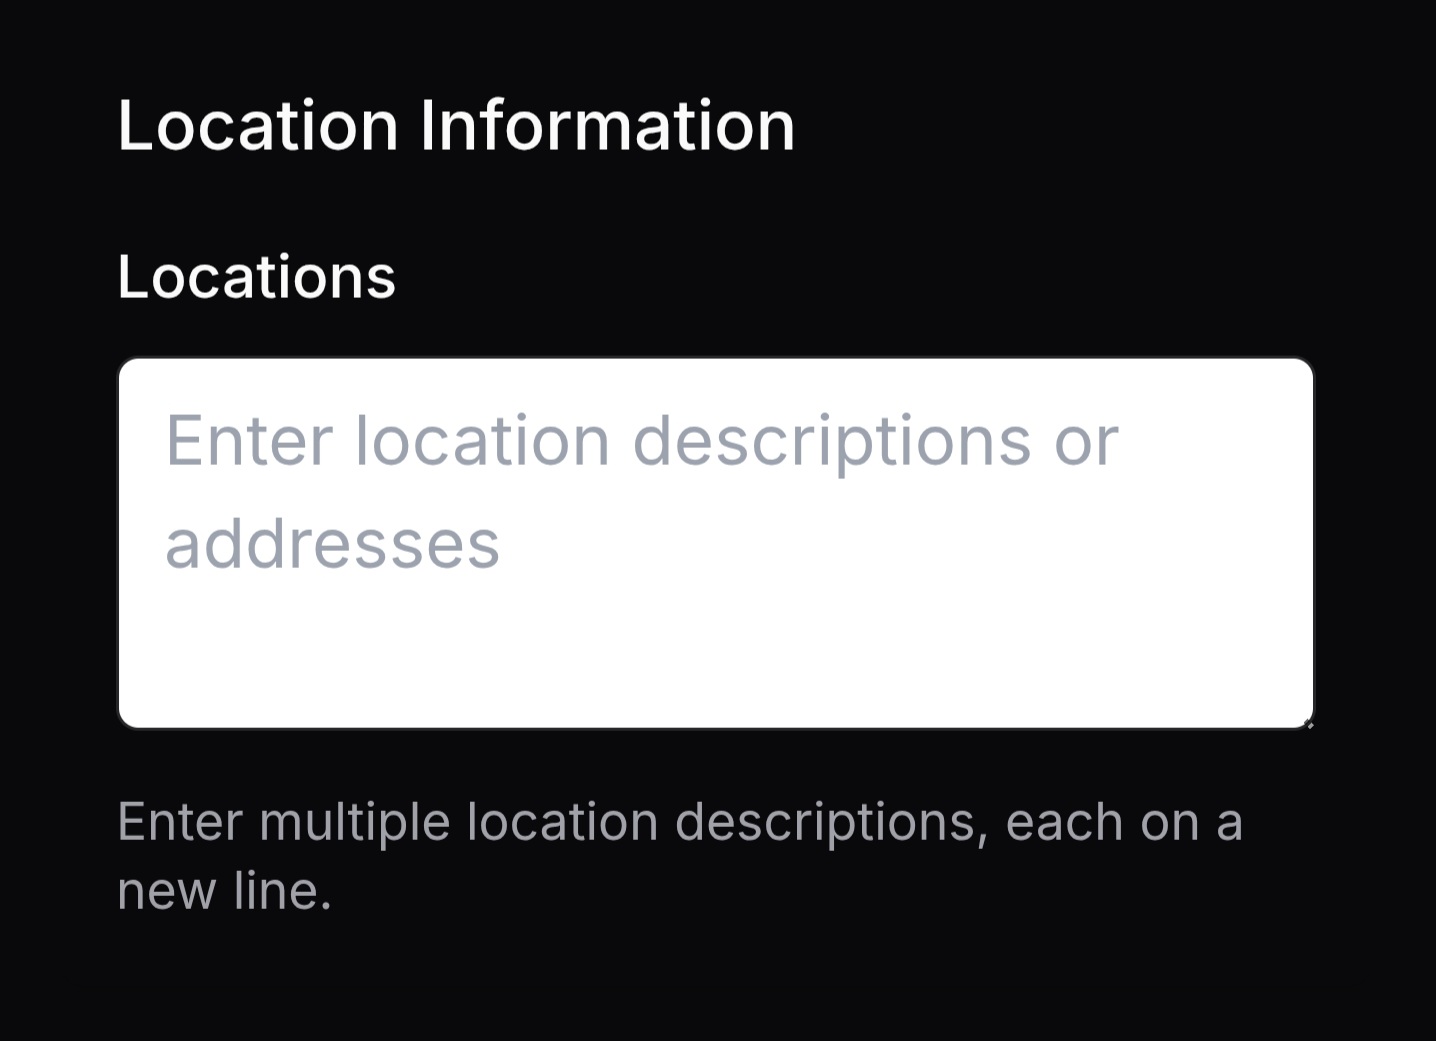 Location Information
Locations
Enter location descriptions or
addresses
Enter multiple location descriptions, each on a
new line.